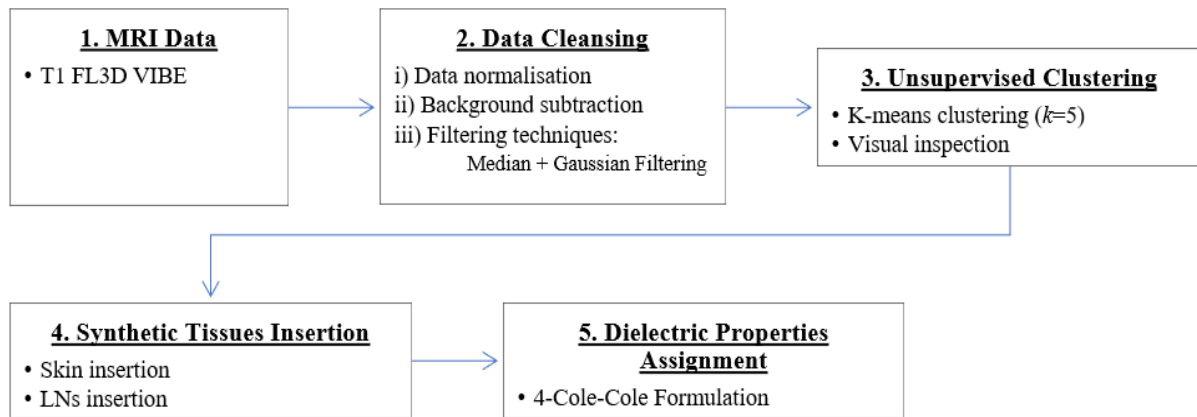 1. MRI Data
• T1 FL3D VIBE
2. Data Cleansing
i) Data normalisation
ii) Background subtraction
iii) Filtering techniques:
Median + Gaussian Filtering
3. Unsupervised Clustering
• K-means clustering (k=5)
• Visual inspection
4. Synthetic Tissues Insertion
• Skin insertion
• LNs insertion
5. Dielectric Properties
Assignment
• 4-Cole-Cole Formulation